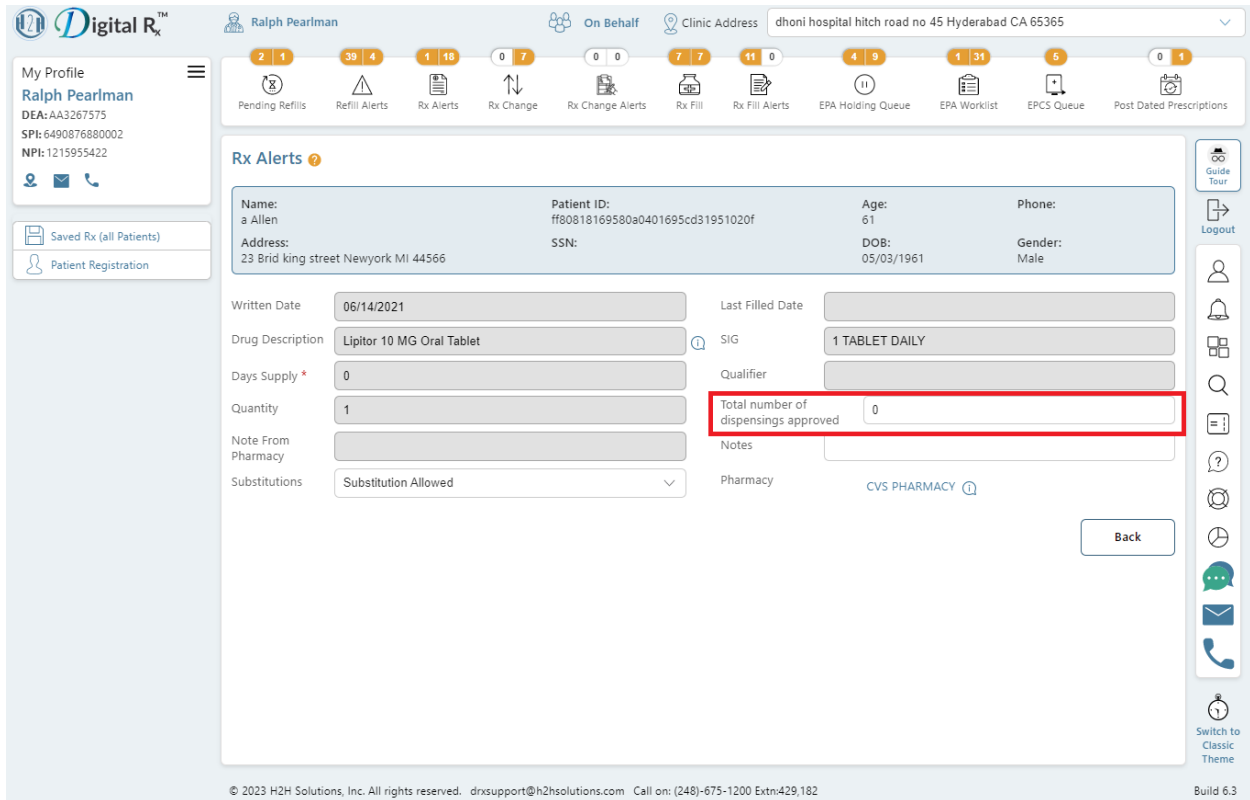 H2H Digital Rx™
Ralph Pearlman
On Behalf
Clinic Address
dhoni hospital hitch road no 45 Hyderabad CA 65365
My Profile
Ralph Pearlman
DEA: AA3267575
SPI: 6490876880002
NPI: 1215955422
Saved Rx (all Patients)
Patient Registration
2 1
Pending Refills
39 4
Refill Alerts
1 18
Rx Alerts
0 7
Rx Change
0 0
Rx Change Alerts
7 7
Rx Fill
11 0
Rx Fill Alerts
4 9
EPA Holding Queue
1 31
EPA Worklist
5
EPCS Queue
0 1
Post Dated Prescriptions
Rx Alerts ?
Name:
a Allen
Patient ID:
ff80818169580a0401695cd31951020f
Age:
61
Phone:
Address:
23 Brid king street Newyork MI 44566
SSN:
DOB:
05/03/1961
Gender:
Male
Written Date
06/14/2021
Last Filled Date
Drug Description
Lipitor 10 MG Oral Tablet
SIG
1 TABLET DAILY
Days Supply *
0
Qualifier
Quantity
1
Total number of
dispensings approved
0
Note From
Pharmacy
Notes
Substitutions
Substitution Allowed
Pharmacy
CVS PHARMACY
Back
Guide
Tour
Logout
Switch to
Classic
Theme
© 2023 H2H Solutions, Inc. All rights reserved. drxsupport@h2hsolutions.com Call on: (248)-675-1200 Extn:429,182
Build 6.3